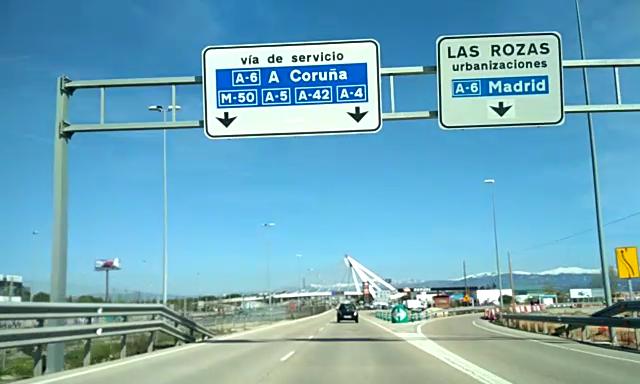 vía de servicio
A-6 A Coruña
M-50 A-5 A-42 A-4
LAS ROZAS
urbanizaciones
A-6 Madrid